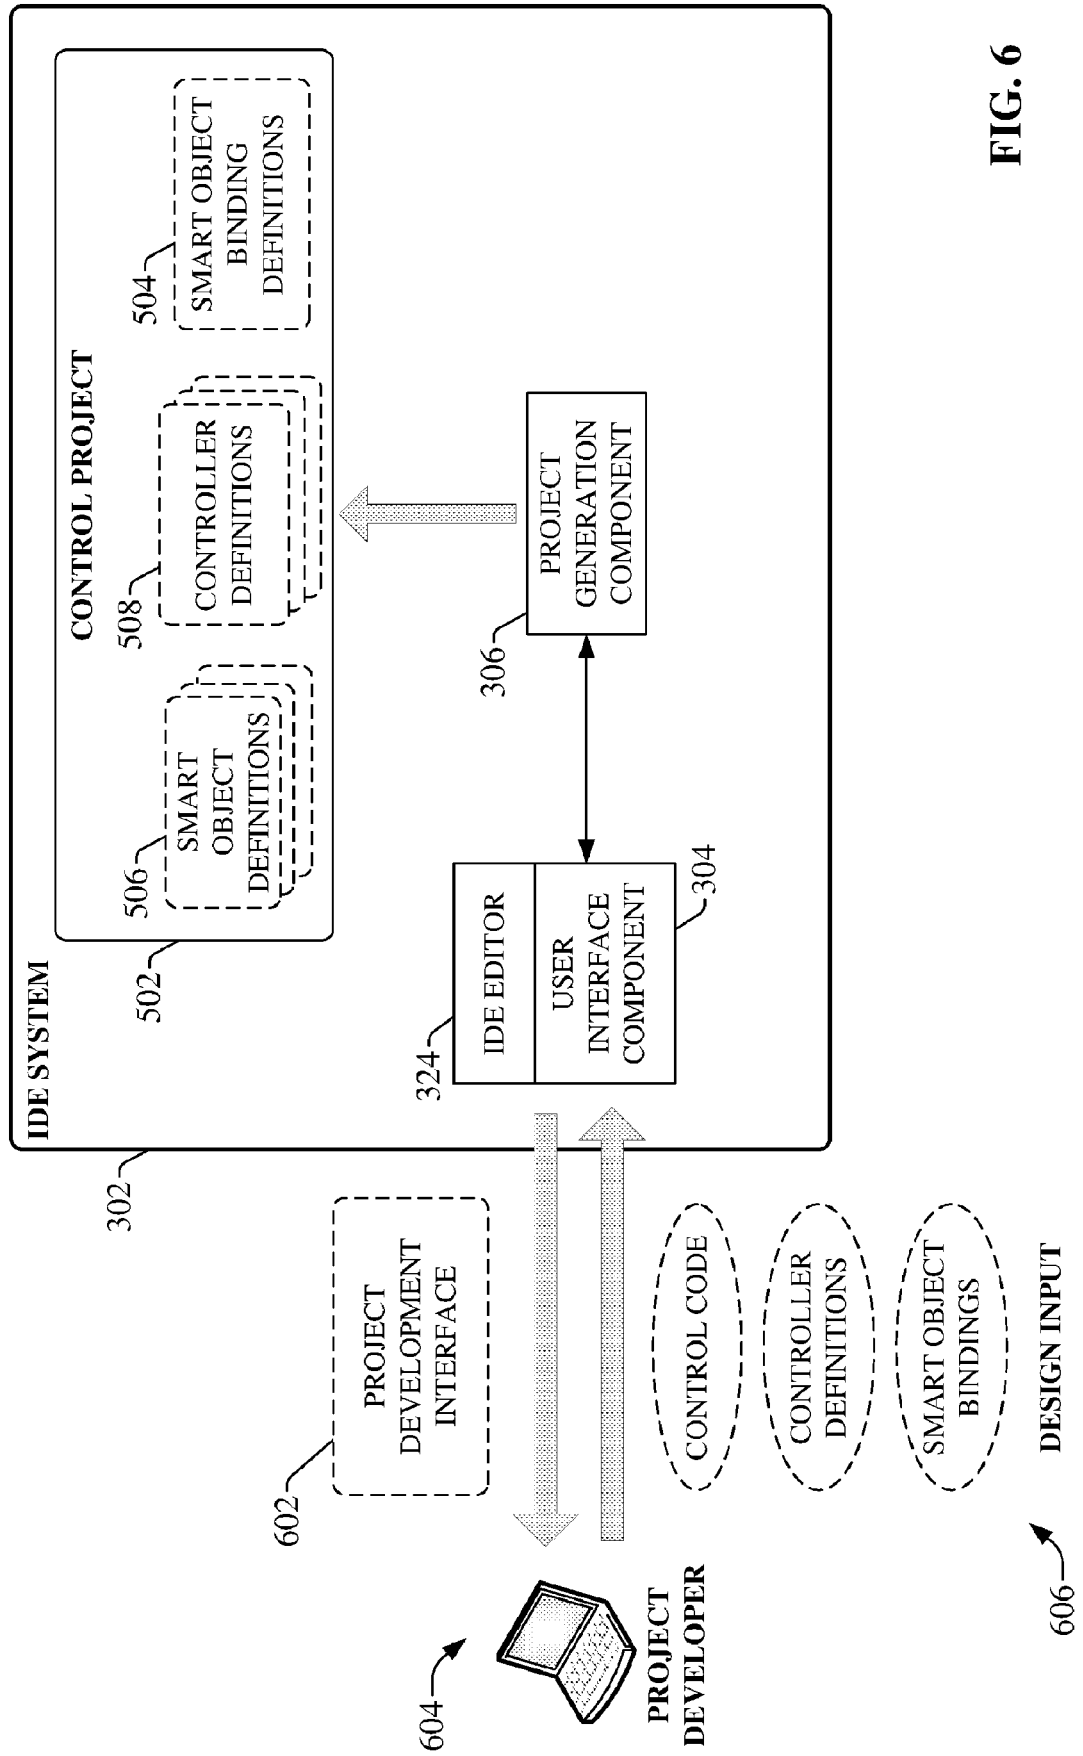 IDE SYSTEM
302
CONTROL PROJECT
502
506
SMART
OBJECT
DEFINITIONS
508
CONTROLLER
DEFINITIONS
504
SMART OBJECT
BINDING
DEFINITIONS
324
IDE EDITOR
USER
INTERFACE
COMPONENT
304
306
PROJECT
GENERATION
COMPONENT
602
PROJECT
DEVELOPMENT
INTERFACE
604
PROJECT
DEVELOPER
CONTROL CODE
CONTROLLER
DEFINITIONS
SMART OBJECT
BINDINGS
DESIGN INPUT
606
FIG. 6